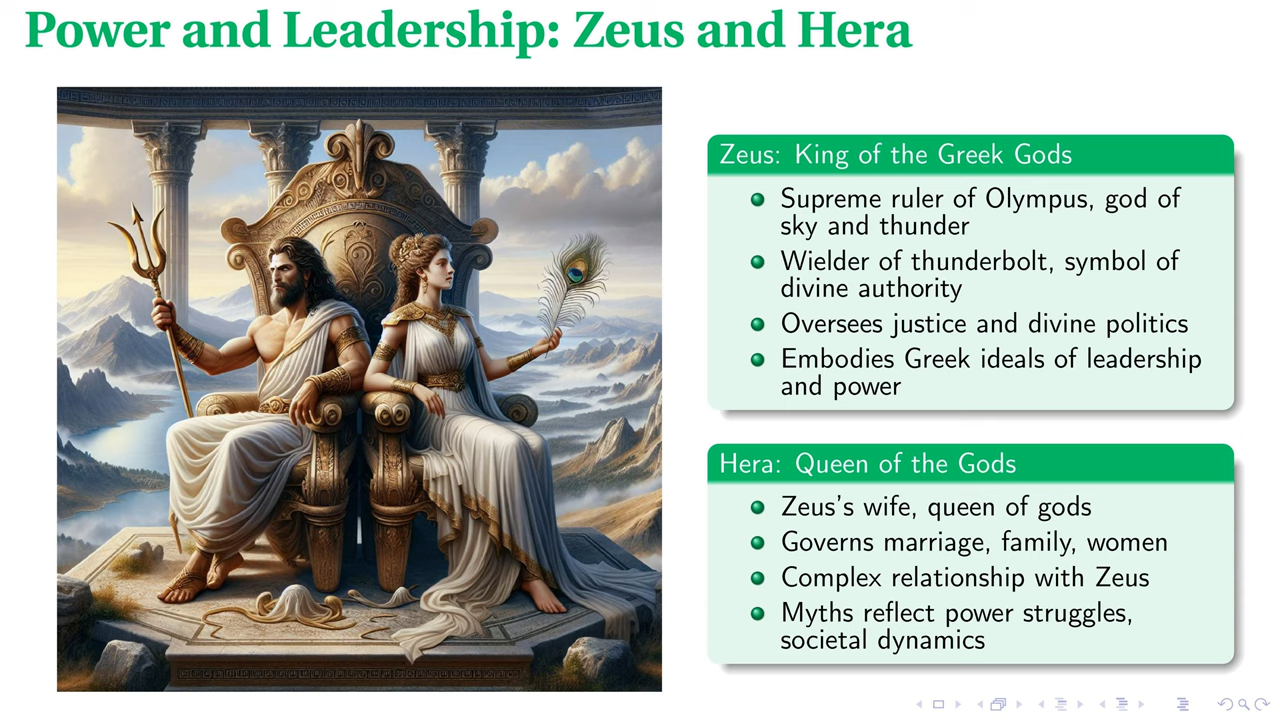 Power and Leadership: Zeus and Hera
Zeus: King of the Greek Gods
Supreme ruler of Olympus, god of
sky and thunder
Wielder of thunderbolt, symbol of
divine authority
Oversees justice and divine politics
Embodies Greek ideals of leadership
and power
Hera: Queen of the Gods
Zeus's wife, queen of gods
Governs marriage, family, women
Complex relationship with Zeus
Myths reflect power struggles,
societal dynamics